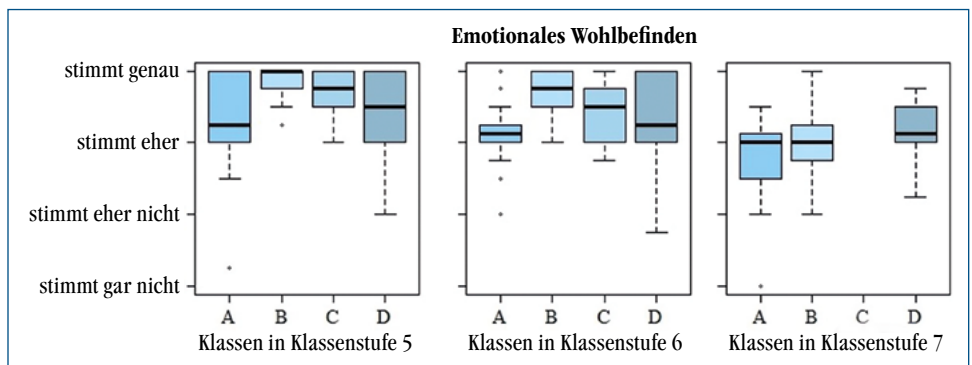 Emotionales Wohlbefinden
stimmt genau
stimmt eher
stimmt eher nicht
stimmt gar nicht
A B C D
Klassen in Klassenstufe 5
A B C D
Klassen in Klassenstufe 6
A B C D
Klassen in Klassenstufe 7